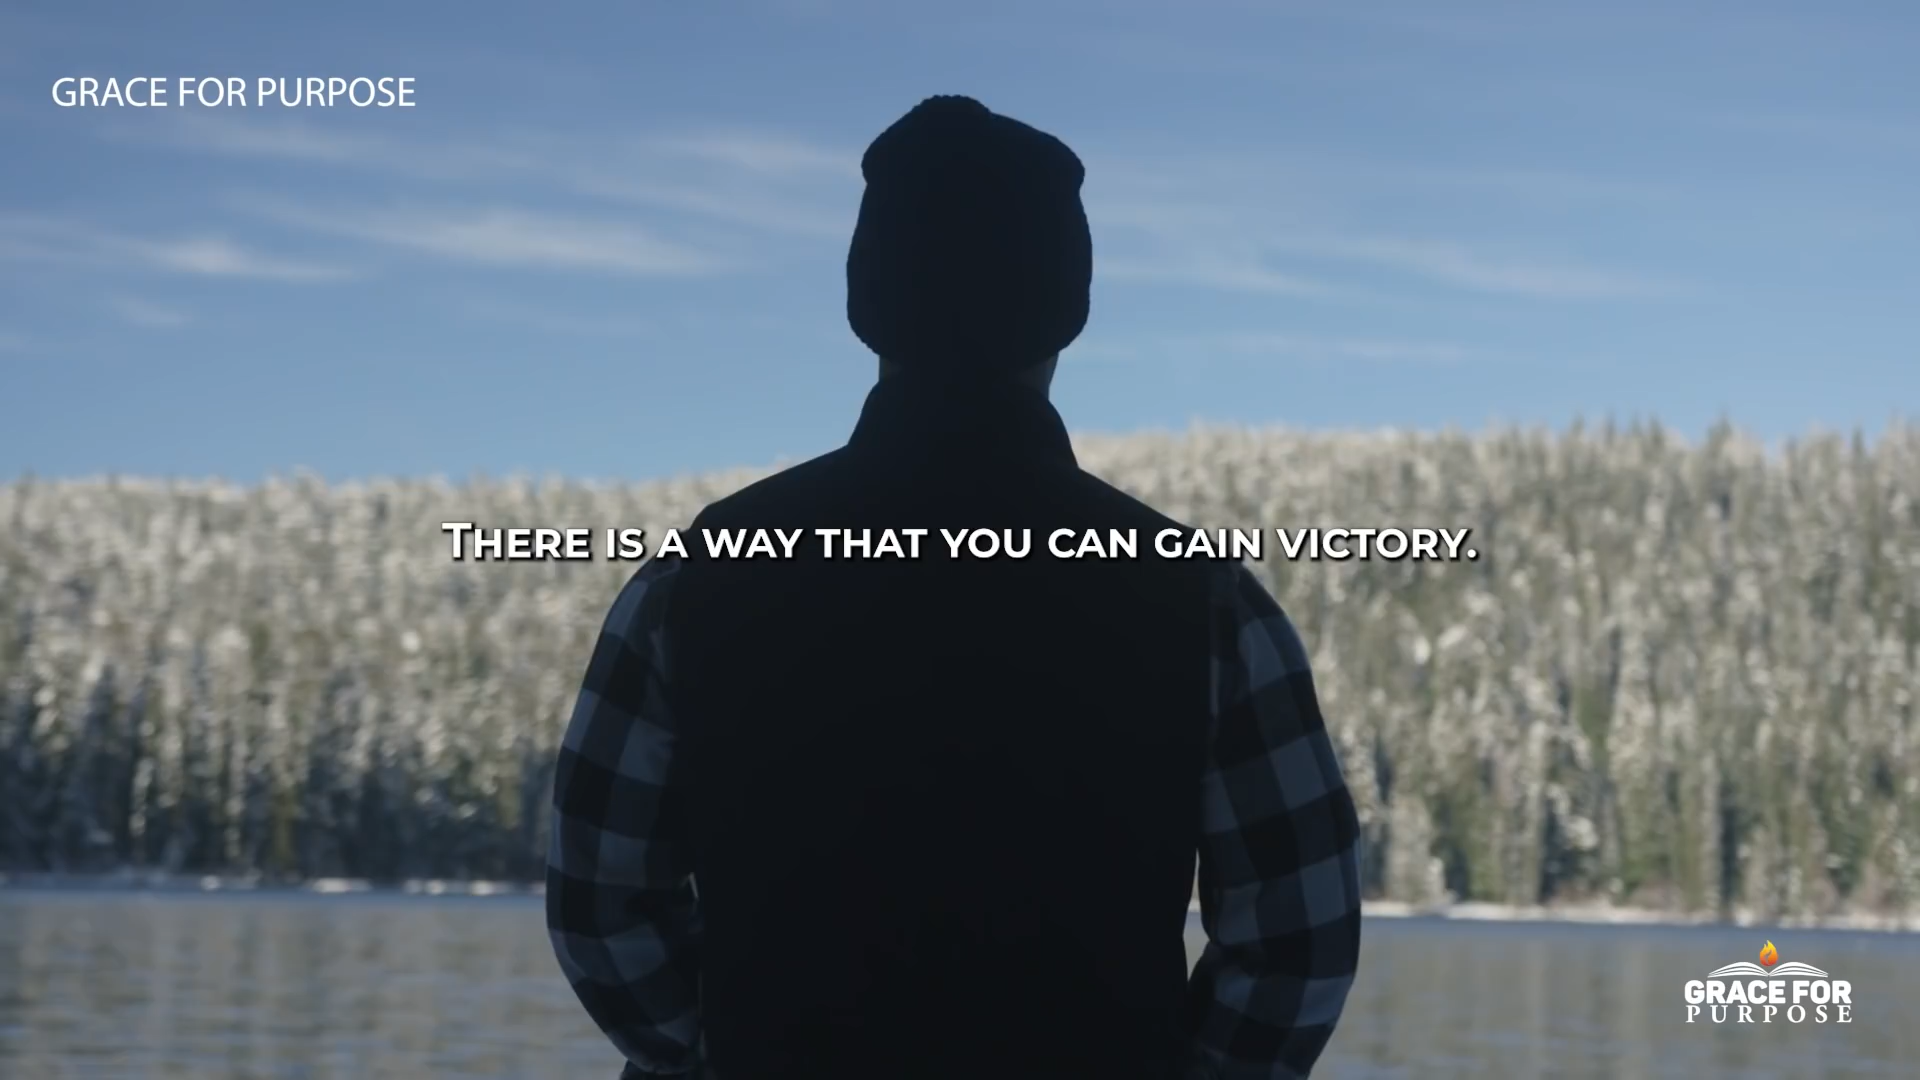 GRACE FOR PURPOSE
THERE IS A WAY THAT YOU CAN GAIN VICTORY.
GRACE FOR
PURPOSE